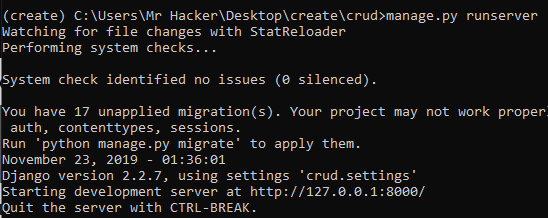 (create) C:\Users\Mr Hacker\Desktop\create\crud>manage.py runserver
Watching for file changes with StatReloader
Performing system checks...
System check identified no issues (0 silenced).
You have 17 unapplied migration(s). Your project may not work properl
auth, contenttypes, sessions.
Run 'python manage.py migrate' to apply them.
November 23, 2019 - 01:36:01
Django version 2.2.7, using settings 'crud.settings'
Starting development server at http://127.0.0.1:8000/
Quit the server with CTRL-BREAK.